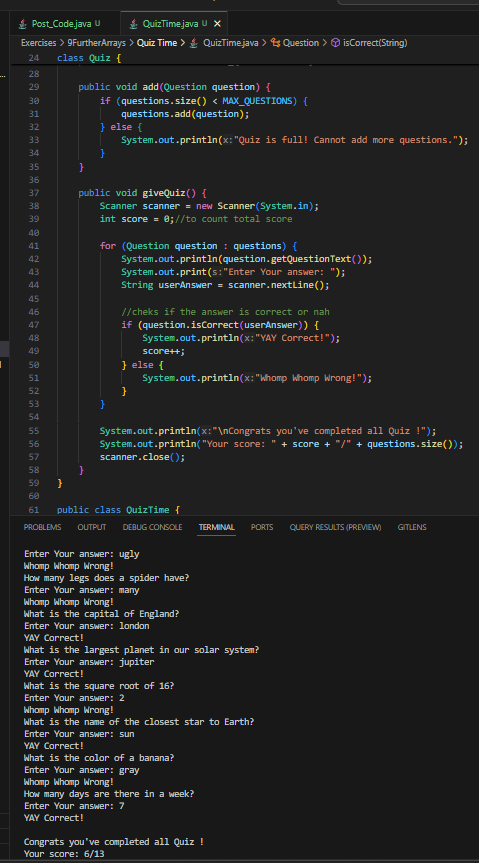 Post_Code.java U
QuizTime.java U ×
Exercises > 9FurtherArrays > Quiz Time > QuizTime.java > Question > isCorrect(String)
24 class Quiz {
28
29 public void add(Question question) {
30 if (questions.size() < MAX_QUESTIONS) {
31 questions.add(question);
32 } else {
33 System.out.println(x:"Quiz is full! Cannot add more questions.");
34 }
35 }
36
37 public void giveQuiz() {
38 Scanner scanner = new Scanner(System.in);
39 int score = 0;//to count total score
40
41 for (Question question : questions) {
42 System.out.println(question.getQuestionText());
43 System.out.print(s:"Enter Your answer: ");
44 String userAnswer = scanner.nextLine();
45
46 //cheks if the answer is correct or nah
47 if (question.isCorrect(userAnswer)) {
48 System.out.println(x:"YAY Correct!");
49 score++;
50 } else {
51 System.out.println(x:"Whomp Whomp Wrong!");
52 }
53 }
54
55 System.out.println(x:"\nCongrats you've completed all Quiz !");
56 System.out.println("Your score: " + score + "/" + questions.size());
57 scanner.close();
58 }
59 }
60
61 public class QuizTime {
PROBLEMS OUTPUT DEBUG CONSOLE TERMINAL PORTS QUERY RESULTS (PREVIEW) GITLENS
Enter Your answer: ugly
Whomp Whomp Wrong!
How many legs does a spider have?
Enter Your answer: many
Whomp Whomp Wrong!
What is the capital of England?
Enter Your answer: london
YAY Correct!
What is the largest planet in our solar system?
Enter Your answer: jupiter
YAY Correct!
What is the square root of 16?
Enter Your answer: 2
Whomp Whomp Wrong!
What is the name of the closest star to Earth?
Enter Your answer: sun
YAY Correct!
What is the color of a banana?
Enter Your answer: gray
Whomp Whomp Wrong!
How many days are there in a week?
Enter Your answer: 7
YAY Correct!
Congrats you've completed all Quiz !
Your score: 6/13